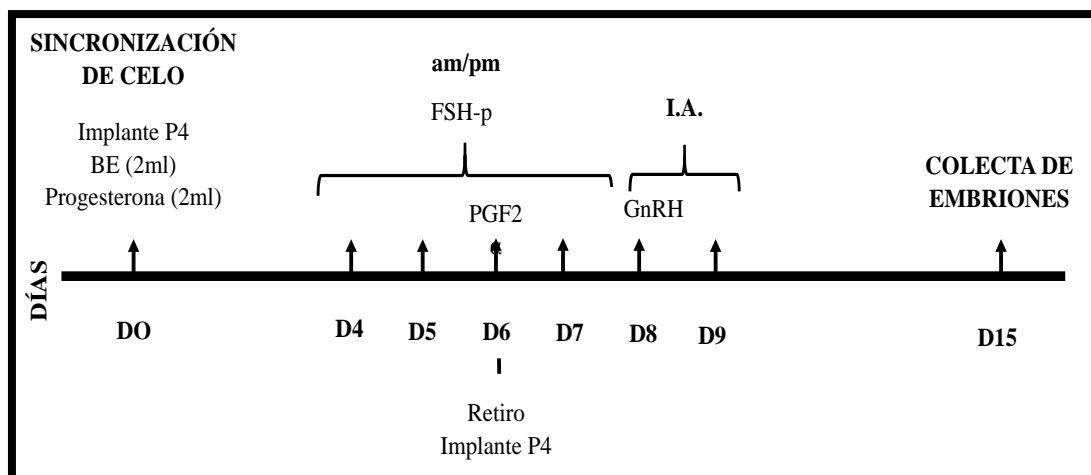 SINCRONIZACIÓN
DE CELO
Implante P4
BE (2ml)
Progesterona (2ml)
am/pm
FSH-p
PGF2
α
I.A.
GnRH
COLECTA DE
EMBRIONES
DÍAS
DO
D4
D5
D6
D7
D8
D9
D15
Retiro
Implante P4